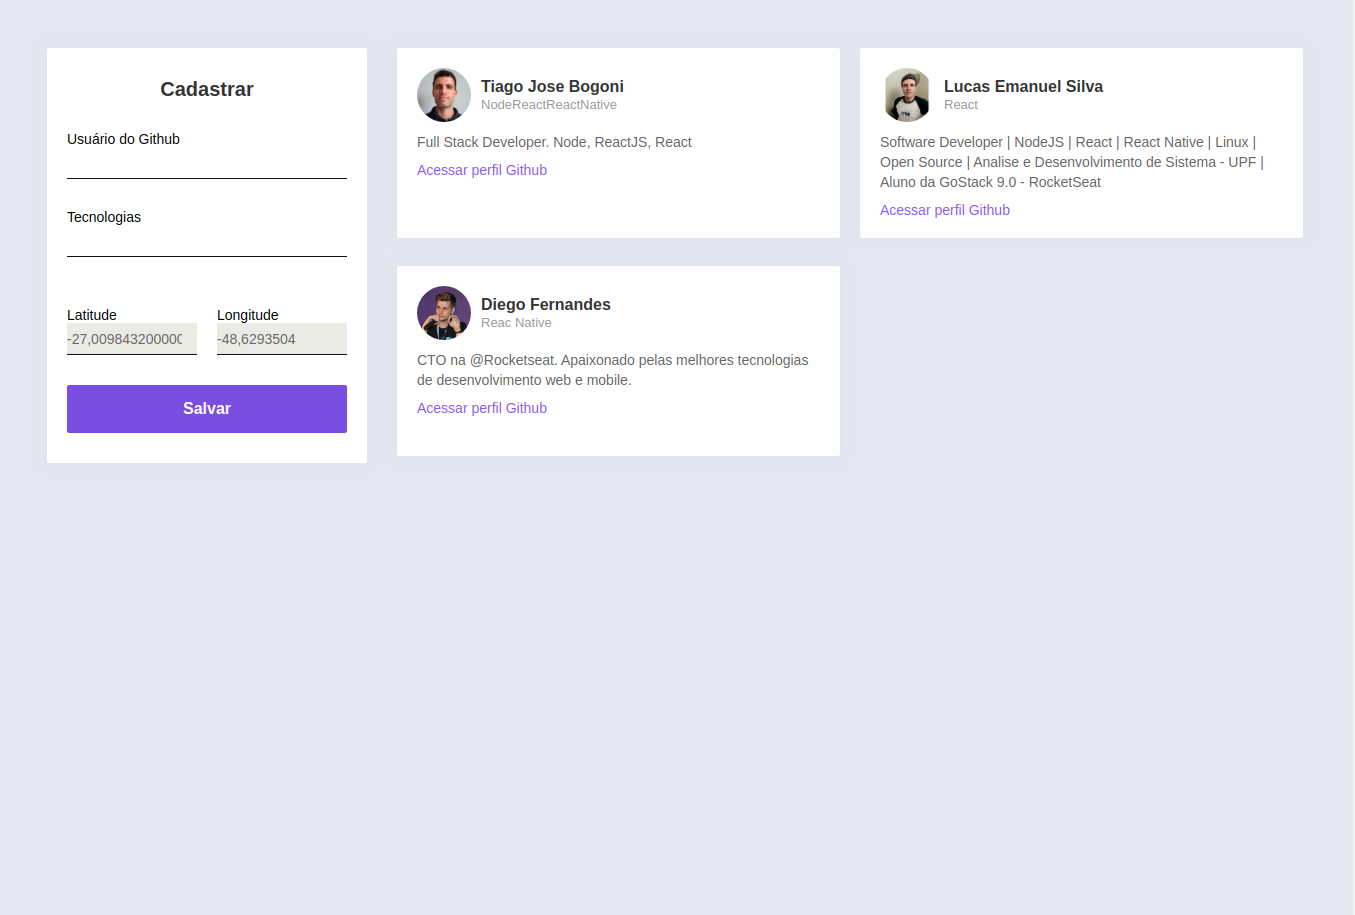 Cadastrar
Usuário do Github
Tecnologias
Latitude
Longitude
-27,009843200000
-48,6293504
Salvar
Tiago Jose Bogoni
NodeReactReactNative
Full Stack Developer. Node, ReactJS, React
Acessar perfil Github
Lucas Emanuel Silva
React
Software Developer | NodeJS | React | React Native | Linux |
Open Source | Analise e Desenvolvimento de Sistema - UPF |
Aluno da GoStack 9.0 - RocketSeat
Acessar perfil Github
Diego Fernandes
Reac Native
CTO na @Rocketseat. Apaixonado pelas melhores tecnologias
de desenvolvimento web e mobile.
Acessar perfil Github